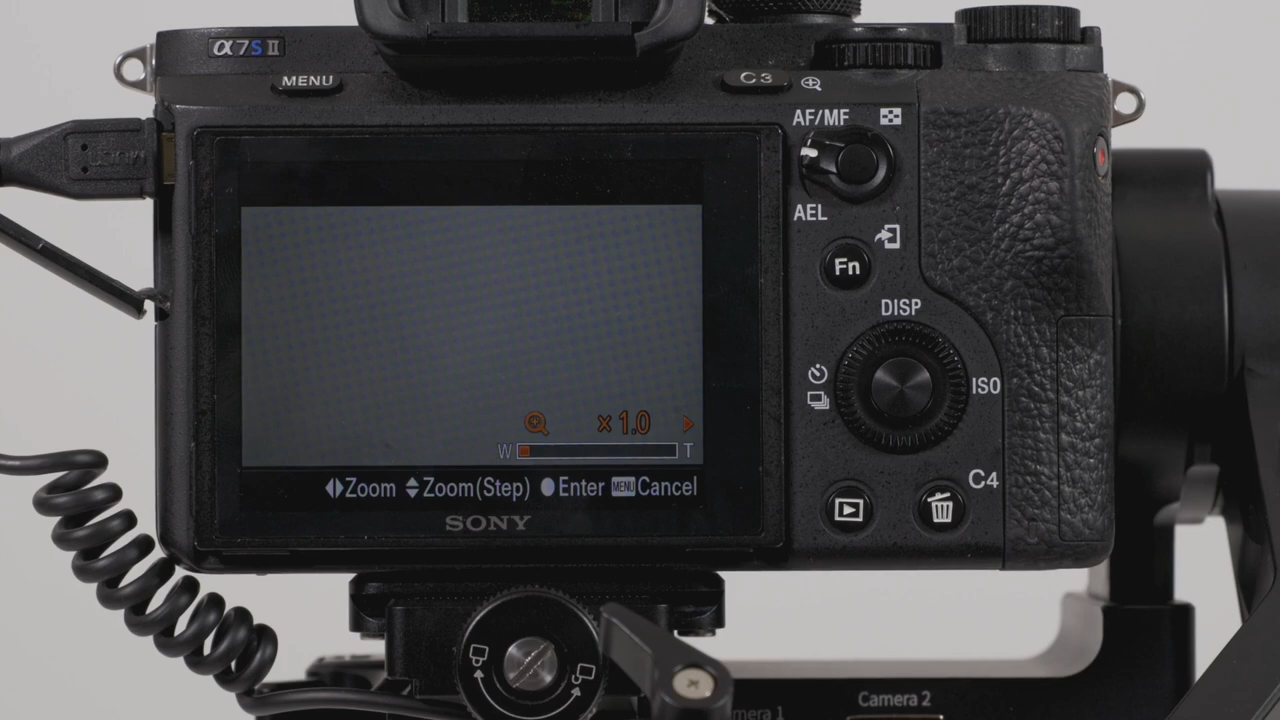 α7SII
MENU
C3
AF/MF
AEL
Fn
DISP
ISO
C4
×1.0
W T
Zoom Zoom(Step) Enter MENU Cancel
SONY
Camera 2